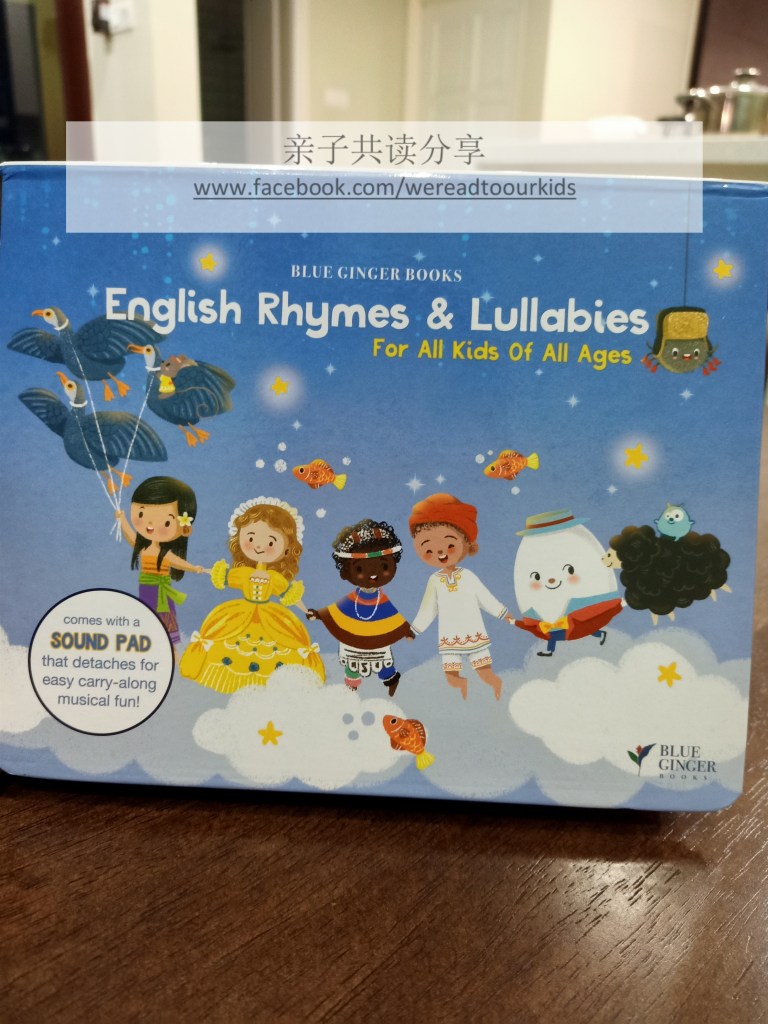 亲子共读分享
www.facebook.com/wereadtoourkids
BLUE GINGER BOOKS
English Rhymes & Lullabies
For All Kids Of All Ages
comes with a
SOUND PAD
that detaches for
easy carry-along
musical fun!
BLUE
GINGER
BOOKS